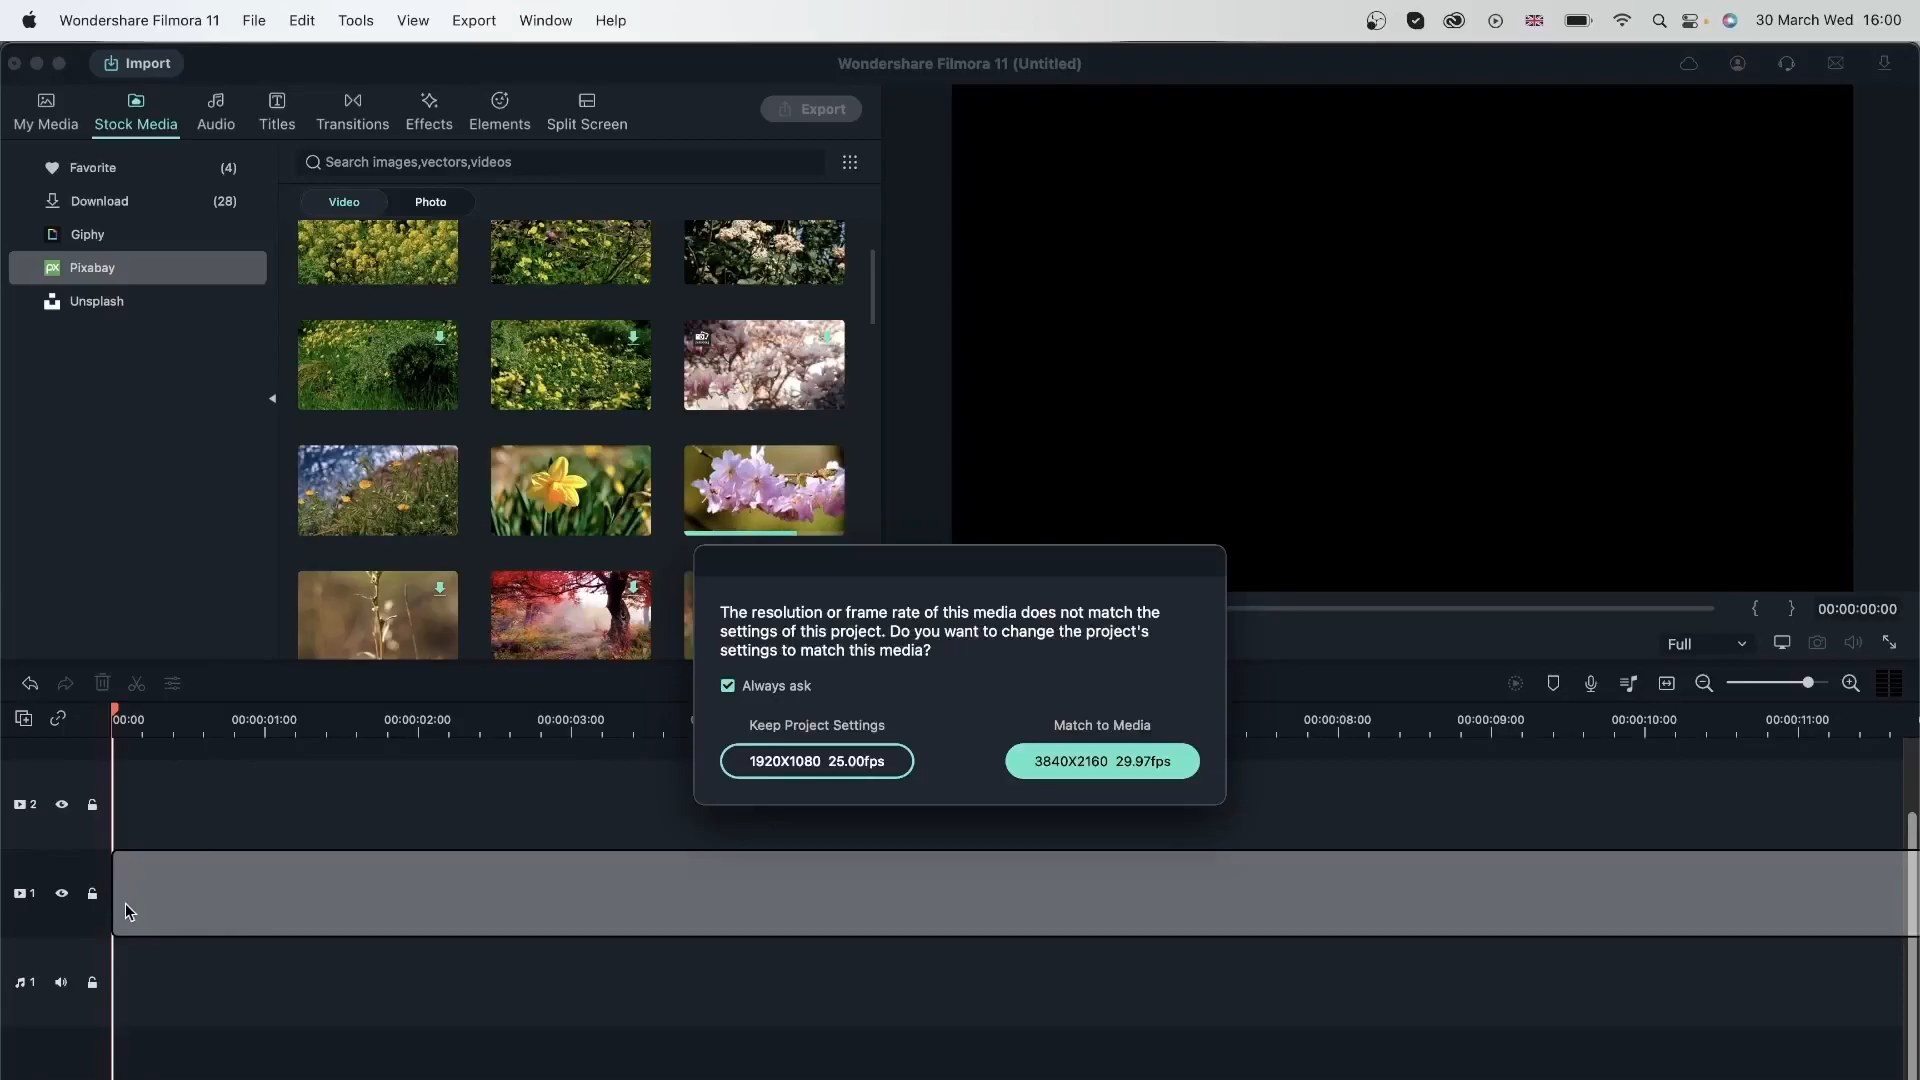 Wondershare Filmora 11 File Edit Tools View Export Window Help 30 March Wed 16:00
Import Wondershare Filmora 11 (Untitled)
My Media Stock Media Audio Titles Transitions Effects Elements Split Screen Export
Favorite (4)
Search images,vectors,videos
Download (28)
Video Photo
Giphy
px Pixabay
Unsplash
The resolution or frame rate of this media does not match the
settings of this project. Do you want to change the project's
settings to match this media?
Always ask
Keep Project Settings Match to Media
1920X1080 25.00fps 3840X2160 29.97fps
{ } 00:00:00:00
Full
00:00 00:00:01:00 00:00:02:00 00:00:03:00 00:00:08:00 00:00:09:00 00:00:10:00 00:00:11:00
2
1
1